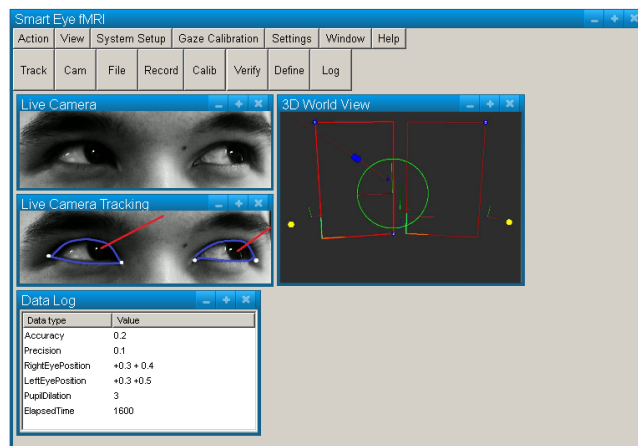 Smart Eye fMRI
Action View System Setup Gaze Calibration Settings Window Help
Track Cam File Record Calib Verify Define Log
Live Camera
3D World View
Live Camera Tracking
Data Log
Data type Value
Accuracy 0.2
Precision 0.1
RightEyePosition +0.3 + 0.4
LeftEyePosition +0.3 +0.5
PupilDilation 3
ElapsedTime 1600